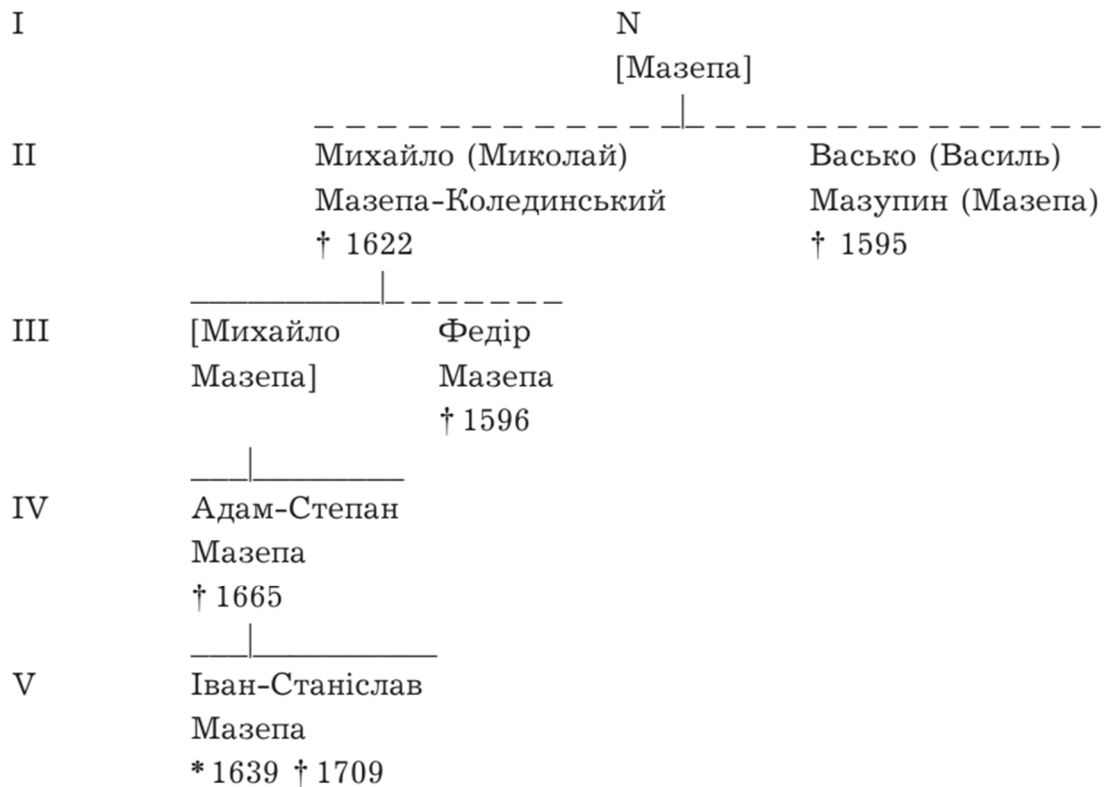 I N
[Мазепа]
II Михайло (Миколай) Васько (Василь)
Мазепа-Колединський Мазупин (Мазепа)
† 1622 † 1595
III [Михайло Федір
Мазепа] Мазепа
† 1596
IV Адам-Степан
Мазепа
† 1665
V Іван-Станіслав
Мазепа
* 1639 † 1709